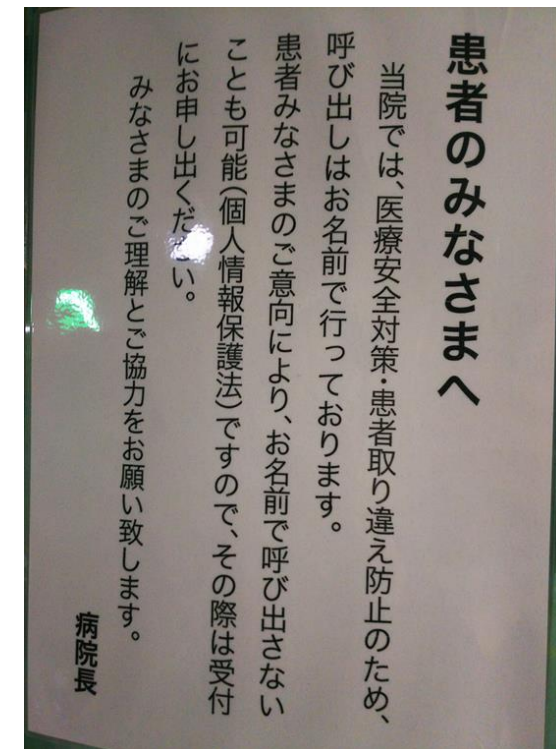 患者のみなさまへ
当院では、医療安全対策・患者取り違え防止のため、
呼び出しはお名前で行っております。
患者みなさまのご意向により、お名前で呼び出さない
ことも可能(個人情報保護法)ですので、その際は受付
にお申し出ください。
みなさまのご理解とご協力をお願い致します。
病院長